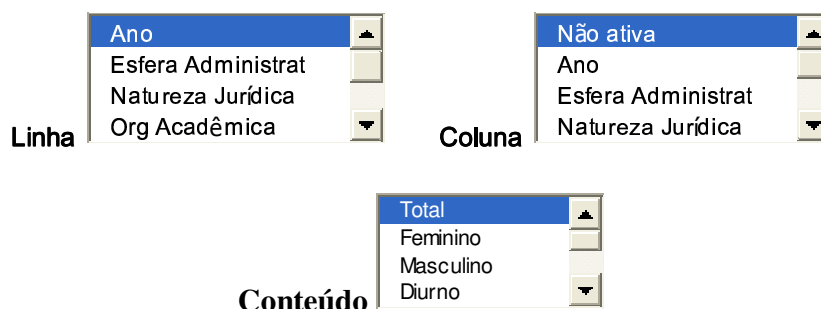 Linha
Ano
Esfera Administrat
Natureza Jurídica
Org Acadêmica
Coluna
Não ativa
Ano
Esfera Administrat
Natureza Jurídica
Conteúdo
Total
Feminino
Masculino
Diurno